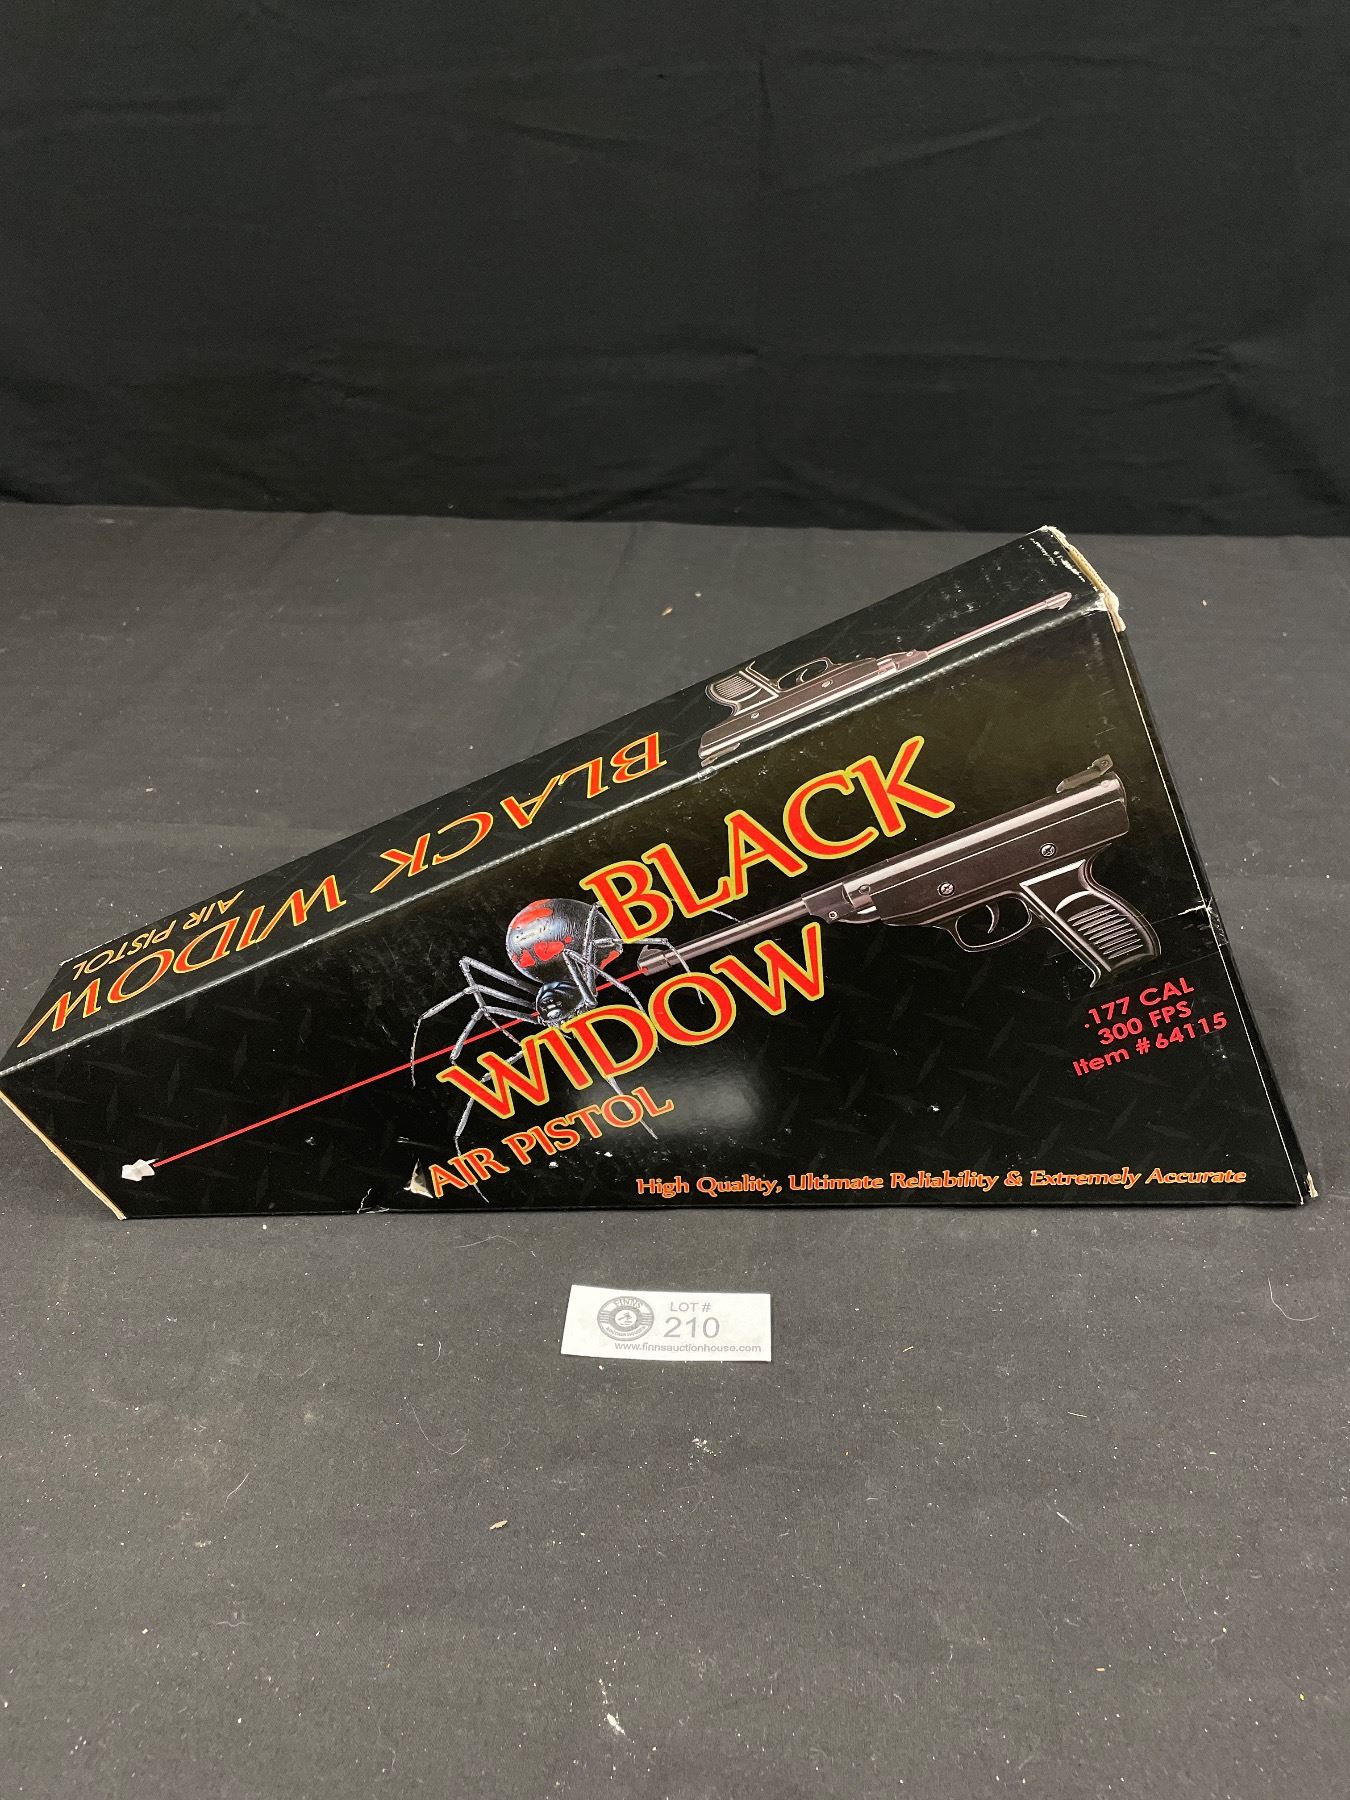 BLACK WIDOW
AIR PISTOL
BLACK
WIDOW
AIR PISTOL
.177 CAL
300 FPS
Item #64115
High Quality, Ultimate Reliability & Extremely Accurate
FINNS
LOT #
210
www.finnsauctionhouse.com